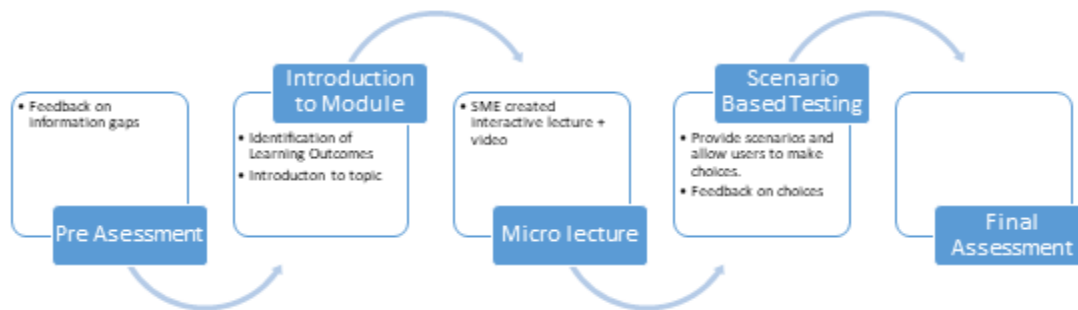 • Feedback on
information gaps
Pre Asessment
Introduction
to Module
• Identification of
Learning Outcomes
• Introducton to topic
• SME created
interactive lecture +
video
Micro lecture
Scenario
Based Testing
• Provide scenarios and
allow users to make
choices.
• Feedback on choices
Final
Assessment